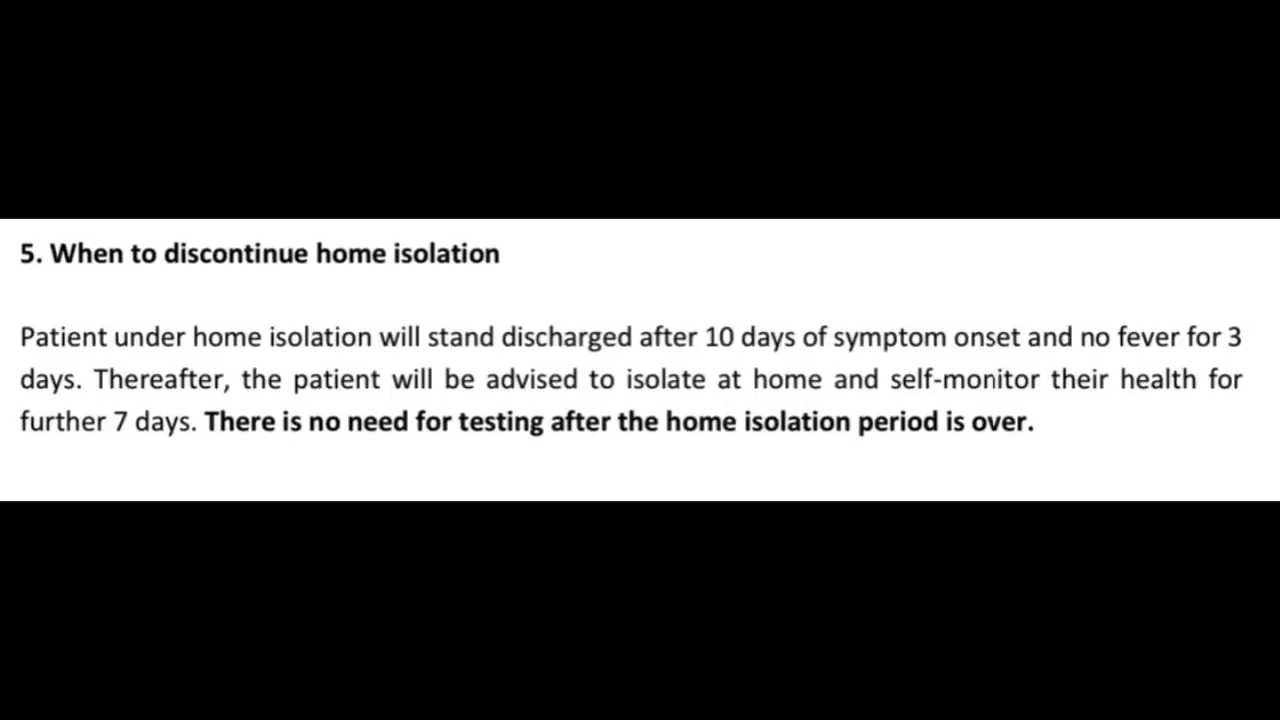 5. When to discontinue home isolation
Patient under home isolation will stand discharged after 10 days of symptom onset and no fever for 3
days. Thereafter, the patient will be advised to isolate at home and self-monitor their health for
further 7 days. There is no need for testing after the home isolation period is over.